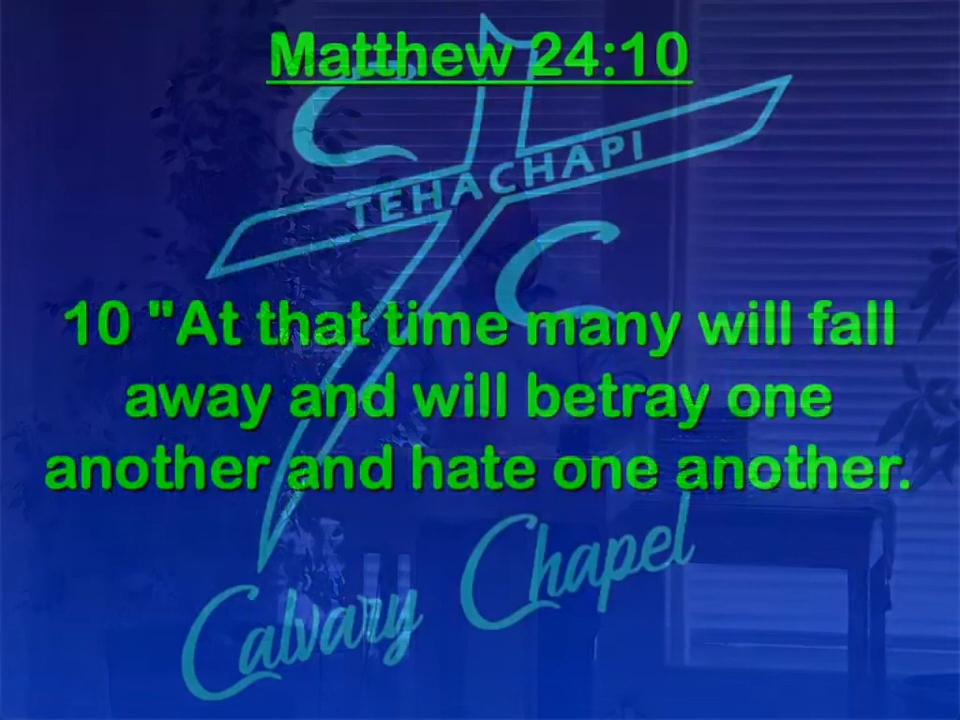 Matthew 24:10
C
TEHACHAPI
C
10 "At that time many will fall
away and will betray one
another and hate one another.
Calvary Chapel